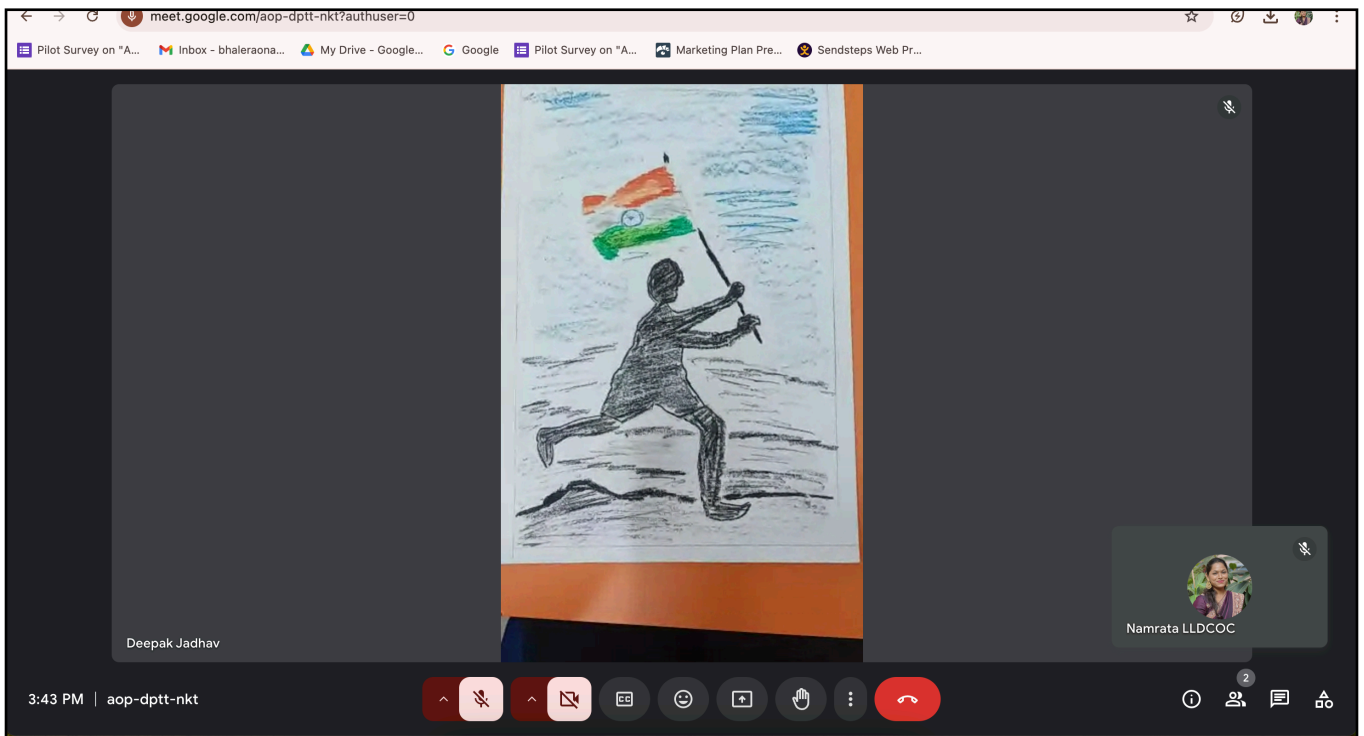 meet.google.com/aop-dptt-nkt?authuser=0
Pilot Survey on "A...
Inbox - bhaleraona...
My Drive - Google...
Google
Pilot Survey on "A...
Marketing Plan Pre...
Sendsteps Web Pr...
Deepak Jadhav
Namrata LLDCOC
3:43 PM | aop-dptt-nkt
CC
2